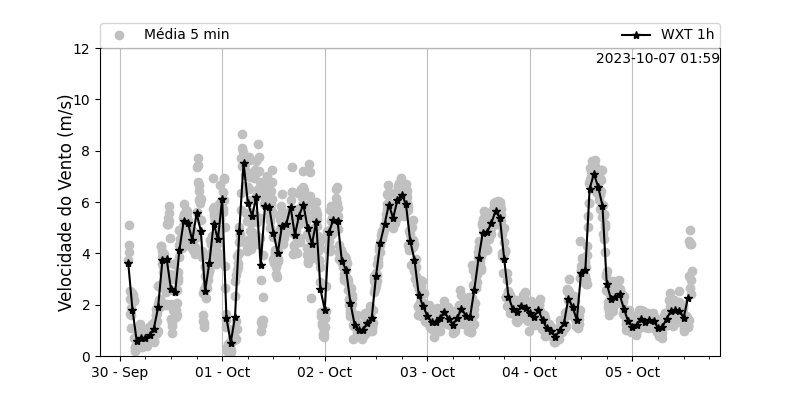 Média 5 min
WXT 1h
2023-10-07 01:59
Velocidade do Vento (m/s)
12
10
8
6
4
2
0
30 - Sep
01 - Oct
02 - Oct
03 - Oct
04 - Oct
05 - Oct